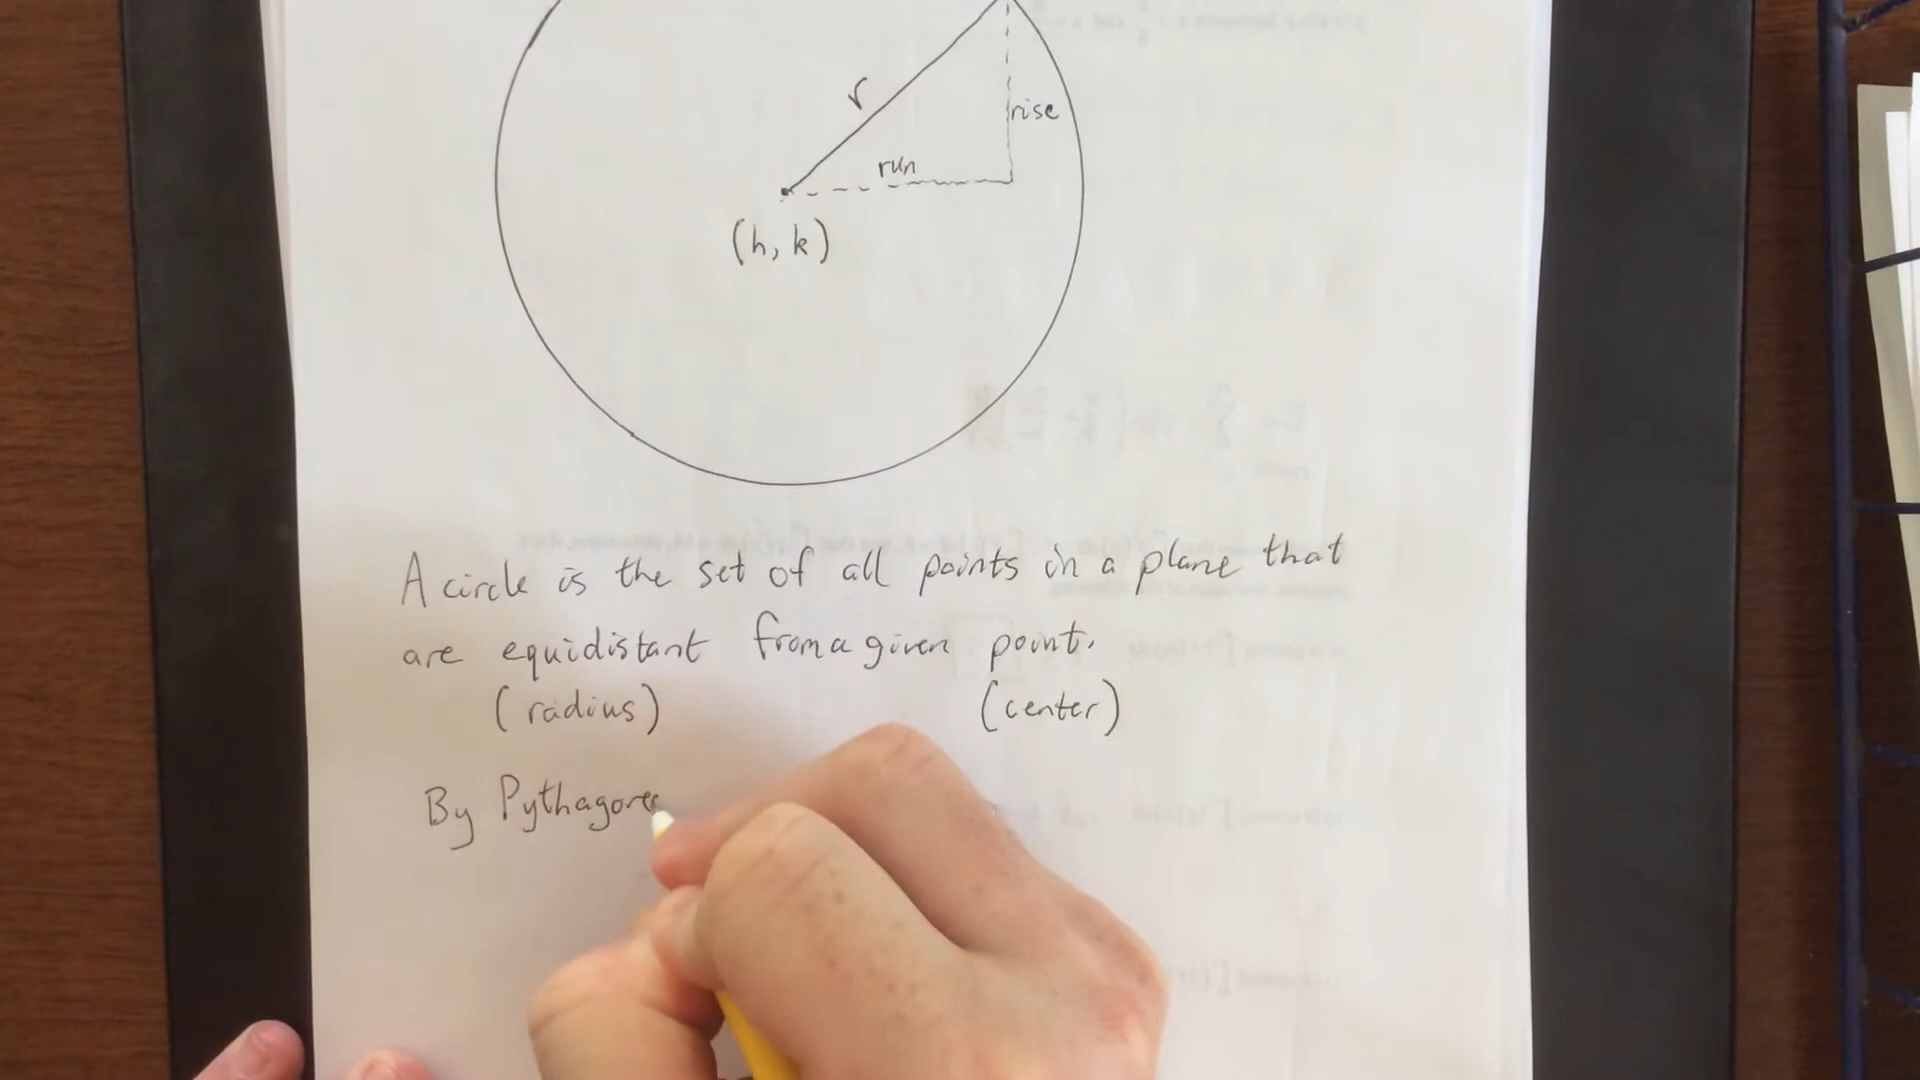 r
rise
run
(h, k)
A circle is the set of all points in a plane that
are equidistant from a given point.
(radius) (center)
By Pythagore